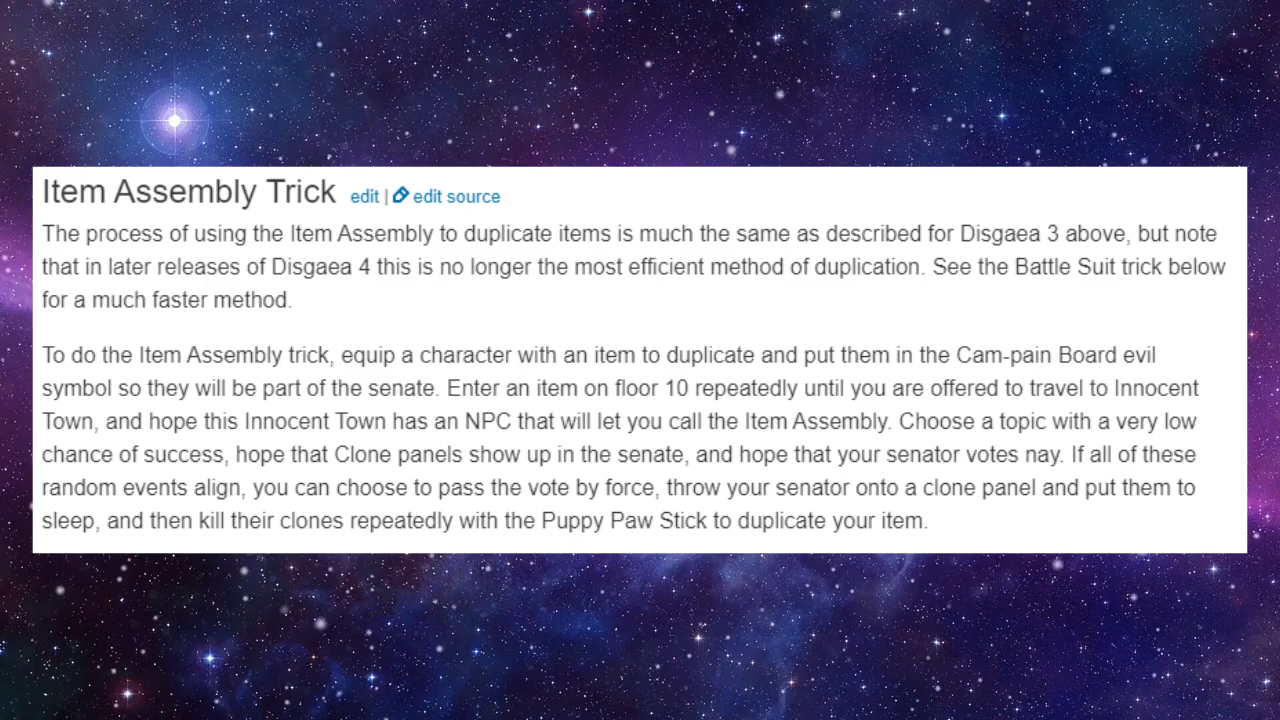 Item Assembly Trick edit | edit source
The process of using the Item Assembly to duplicate items is much the same as described for Disgaea 3 above, but note
that in later releases of Disgaea 4 this is no longer the most efficient method of duplication. See the Battle Suit trick below
for a much faster method.
To do the Item Assembly trick, equip a character with an item to duplicate and put them in the Cam-pain Board evil
symbol so they will be part of the senate. Enter an item on floor 10 repeatedly until you are offered to travel to Innocent
Town, and hope this Innocent Town has an NPC that will let you call the Item Assembly. Choose a topic with a very low
chance of success, hope that Clone panels show up in the senate, and hope that your senator votes nay. If all of these
random events align, you can choose to pass the vote by force, throw your senator onto a clone panel and put them to
sleep, and then kill their clones repeatedly with the Puppy Paw Stick to duplicate your item.